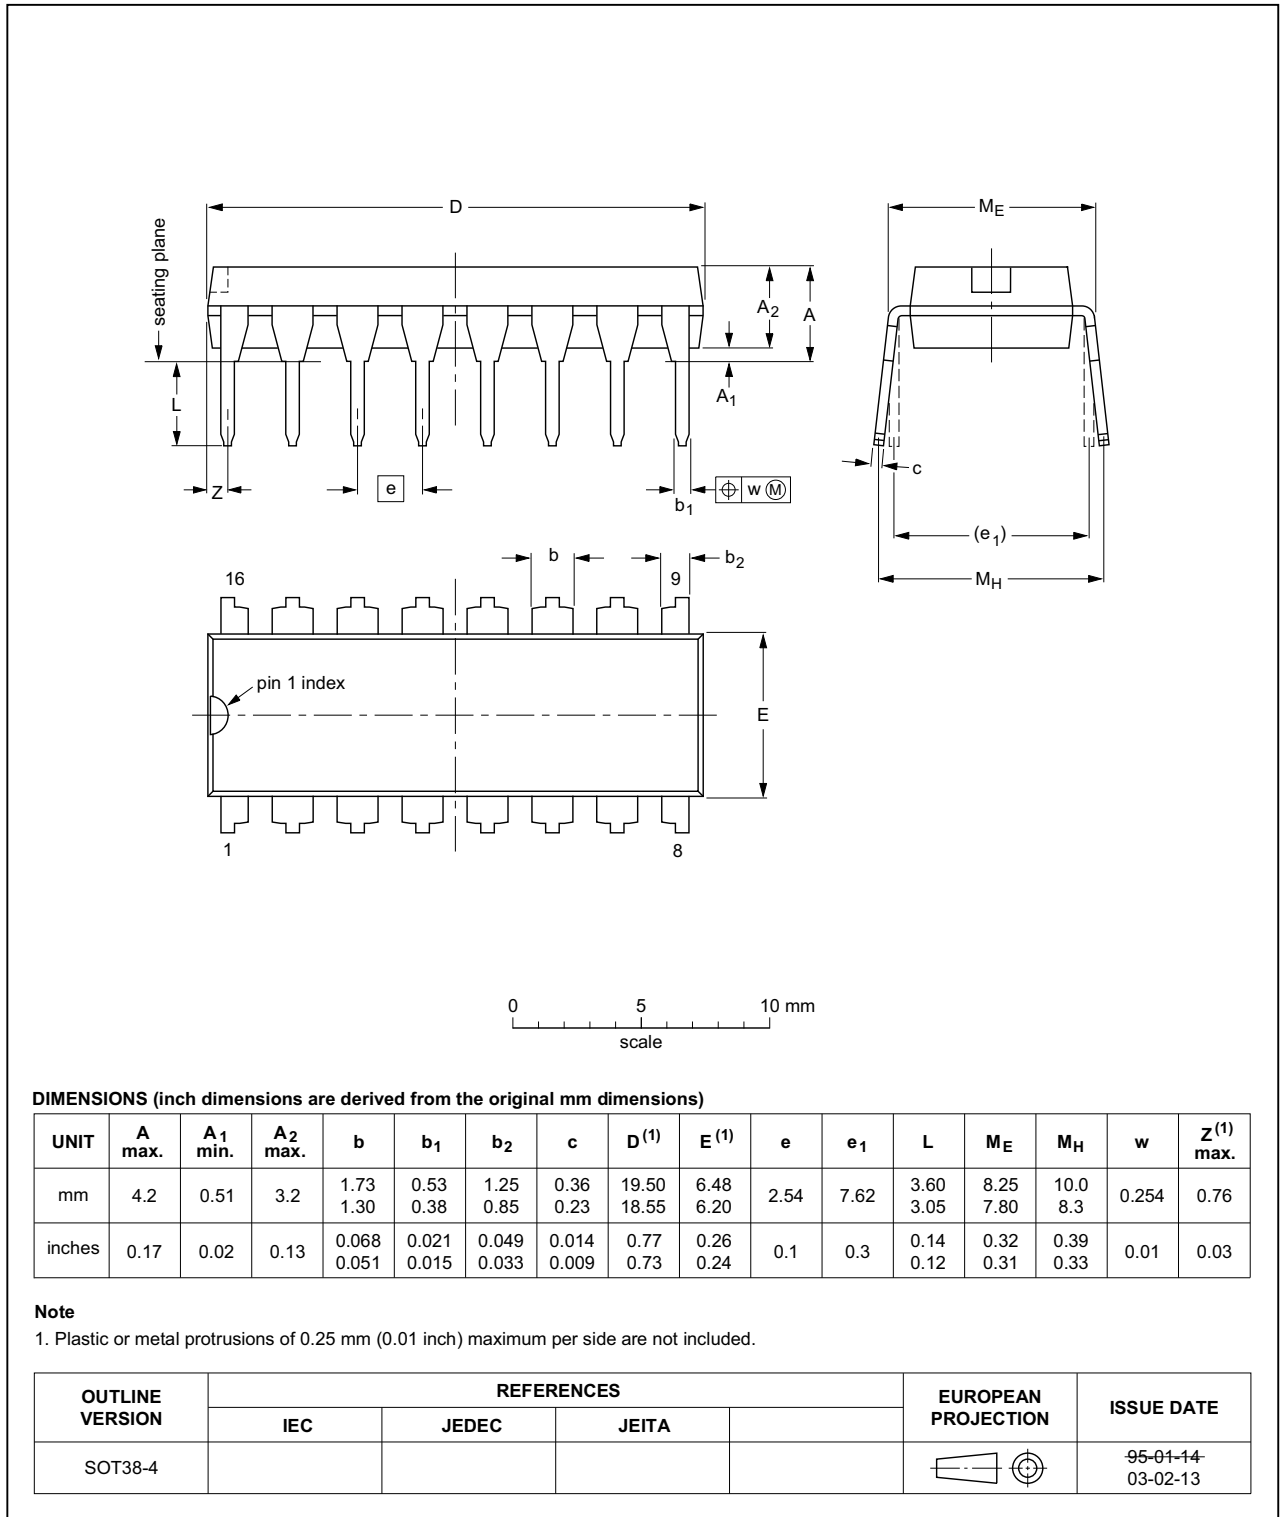 D
ME
seating plane
A2
A
L
A1
c
Z
e
b1
w M
(e1)
MH
b
b2
16
9
pin 1 index
E
1
8
0 5 10 mm
scale
DIMENSIONS (inch dimensions are derived from the original mm dimensions)
UNIT A max. A1 min. A2 max. b b1 b2 c D(1) E(1) e e1 L ME MH w Z(1) max.
mm 4.2 0.51 3.2 1.73 1.30 0.53 0.38 1.25 0.85 0.36 0.23 19.50 18.55 6.48 6.20 2.54 7.62 3.60 3.05 8.25 7.80 10.0 8.3 0.254 0.76
inches 0.17 0.02 0.13 0.068 0.051 0.021 0.015 0.049 0.033 0.014 0.009 0.77 0.73 0.26 0.24 0.1 0.3 0.14 0.12 0.32 0.31 0.39 0.33 0.01 0.03
Note
1. Plastic or metal protrusions of 0.25 mm (0.01 inch) maximum per side are not included.
OUTLINE VERSION REFERENCES EUROPEAN PROJECTION ISSUE DATE
IEC JEDEC JEITA
SOT38-4 95-01-14
03-02-13